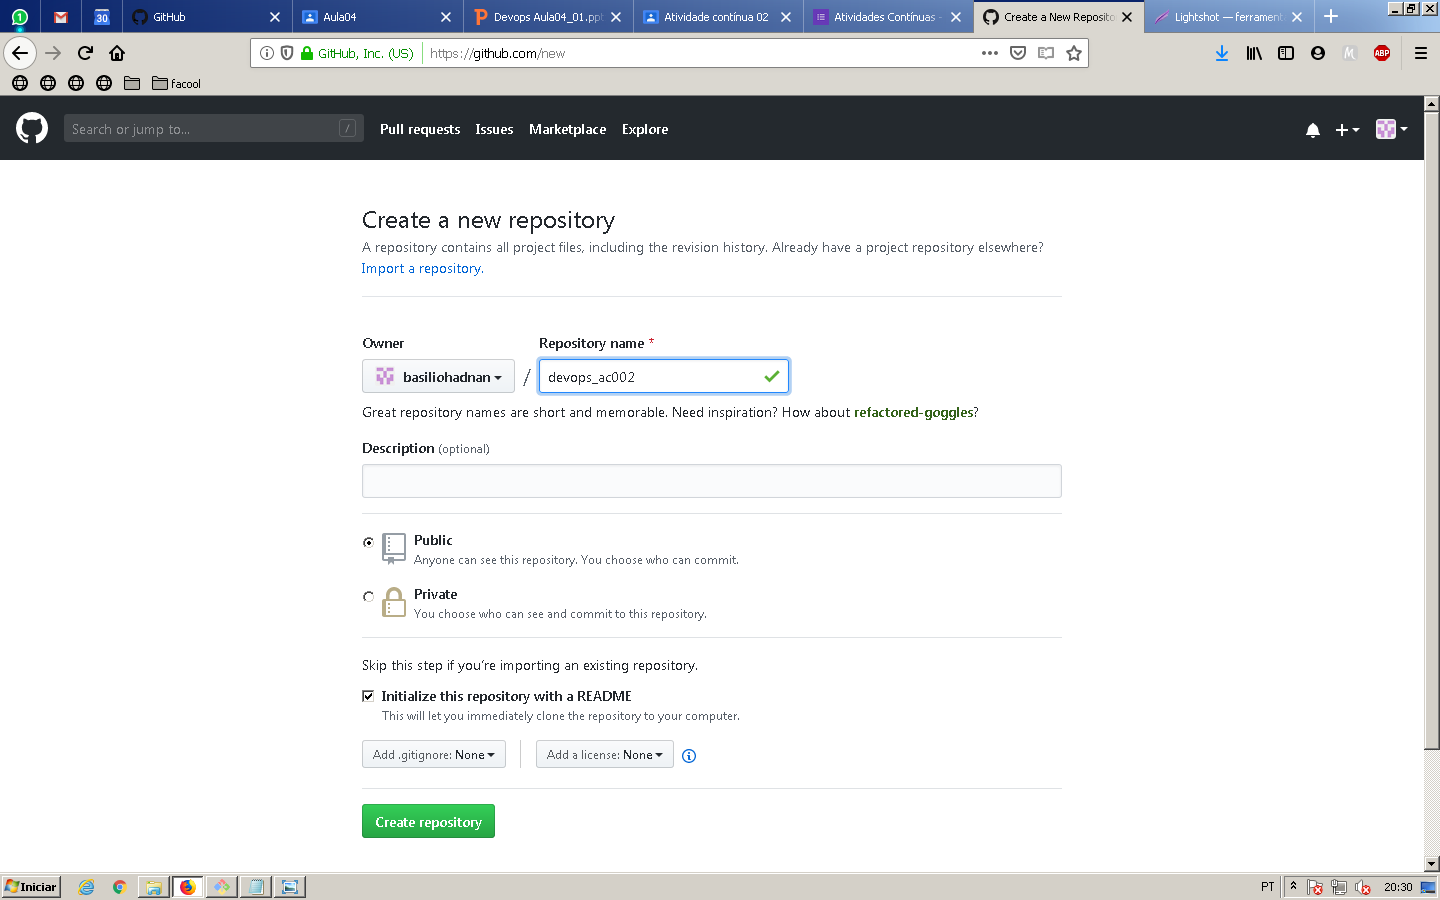 1
30
GitHub
Aula04
Devops Aula04_01.ppt
Atividade contínua 02
Atividades Contínuas -
Create a New Reposito
Lightshot — ferrament
GitHub, Inc. (US)
https://github.com/new
ABP
facool
Search or jump to...
/
Pull requests
Issues
Marketplace
Explore
Create a new repository
A repository contains all project files, including the revision history. Already have a project repository elsewhere?
Import a repository.
Owner
Repository name *
basiliohadnan
/
devops_ac002
Great repository names are short and memorable. Need inspiration? How about refactored-goggles?
Description (optional)
Public
Anyone can see this repository. You choose who can commit.
Private
You choose who can see and commit to this repository.
Skip this step if you're importing an existing repository.
Initialize this repository with a README
This will let you immediately clone the repository to your computer.
Add .gitignore: None
Add a license: None
Create repository
Iniciar
PT
20:30